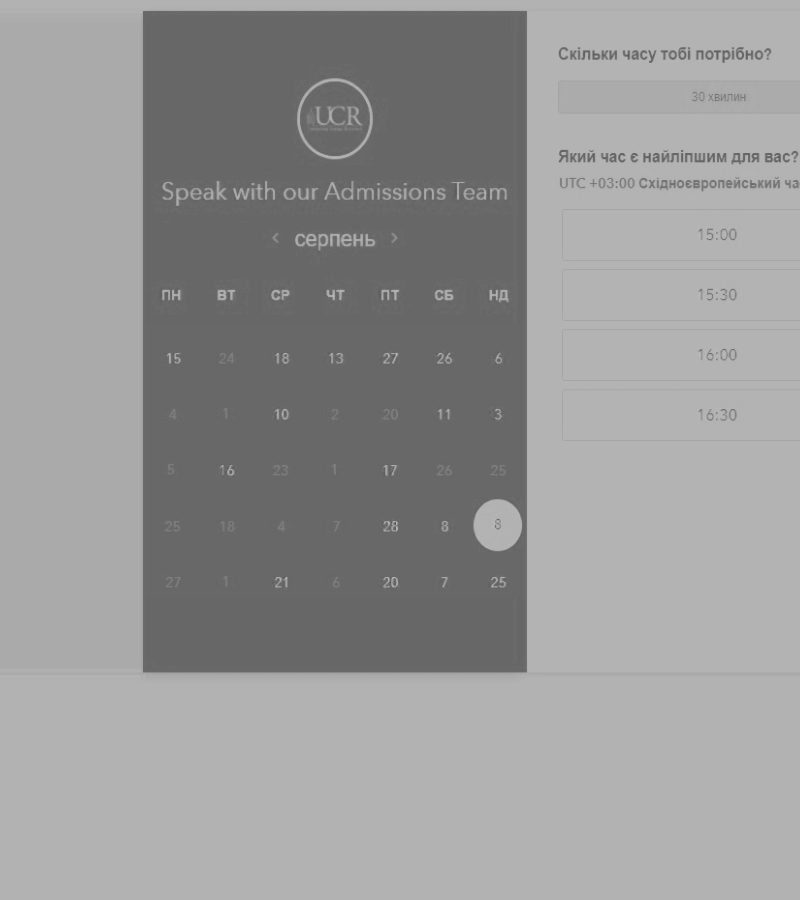 UCR
Speak with our Admissions Team
< серпень >
ПН ВТ СР ЧТ ПТ СБ НД
15 24 18 13 27 26 6
4 1 10 2 20 11 3
5 16 23 1 17 26 25
25 18 4 7 28 8 8
27 1 21 6 20 7 25
Скільки часу тобі потрібно?
30 хвилин
Який час є найліпшим для вас?
UTC +03:00 Східноєвропейський ча
15:00
15:30
16:00
16:30